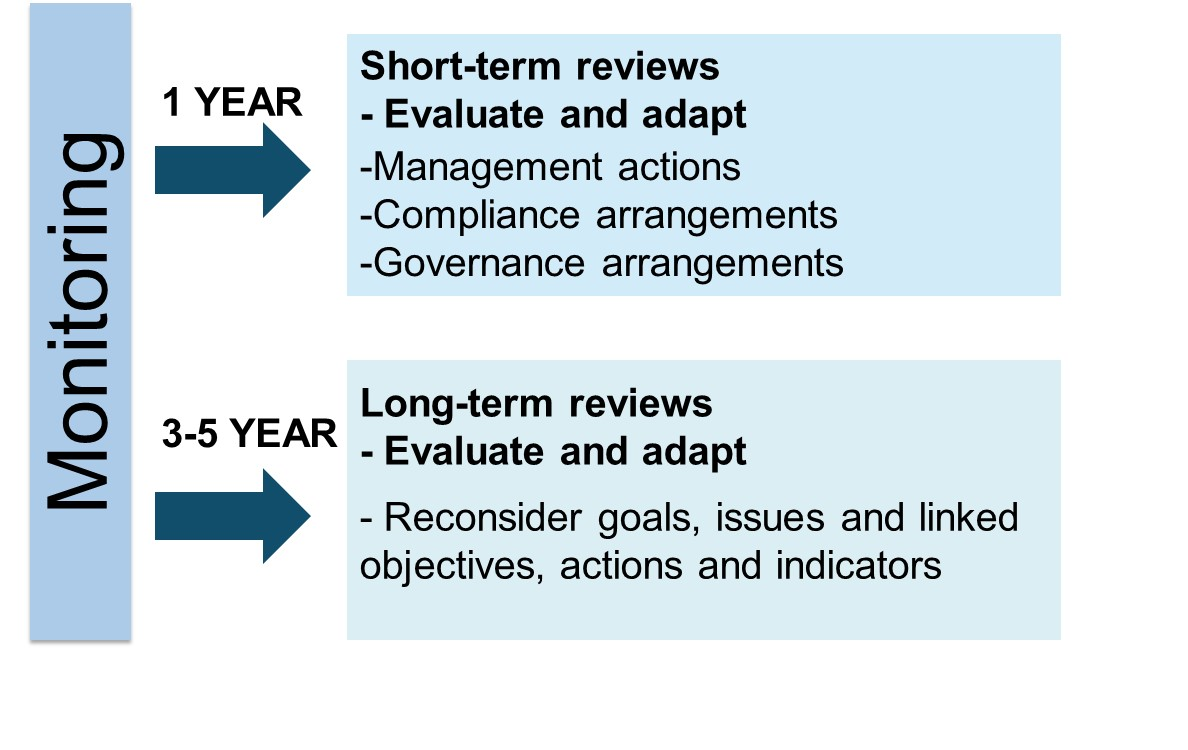 Monitoring
1 YEAR
Short-term reviews
- Evaluate and adapt
-Management actions
-Compliance arrangements
-Governance arrangements
3-5 YEAR
Long-term reviews
- Evaluate and adapt
- Reconsider goals, issues and linked
objectives, actions and indicators